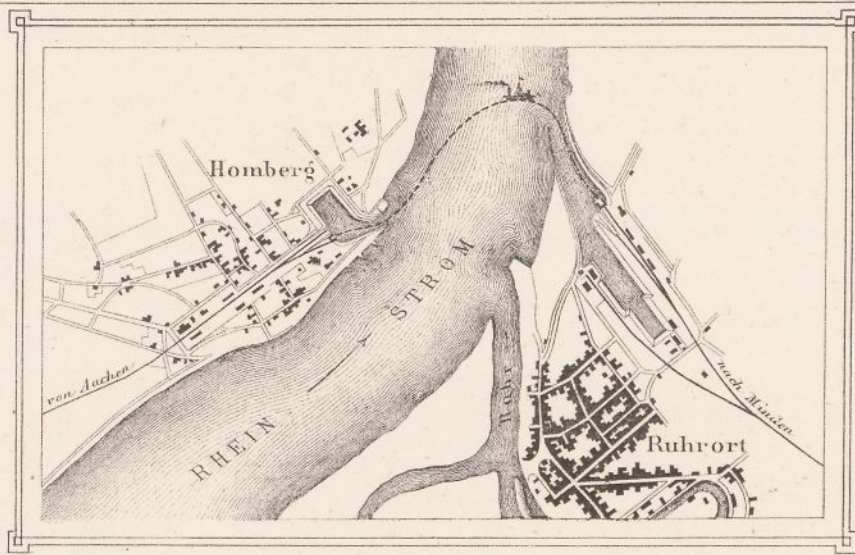 Homberg
STROM
RHEIN
von Aachen
Ruhr
nach Minden
Ruhrort